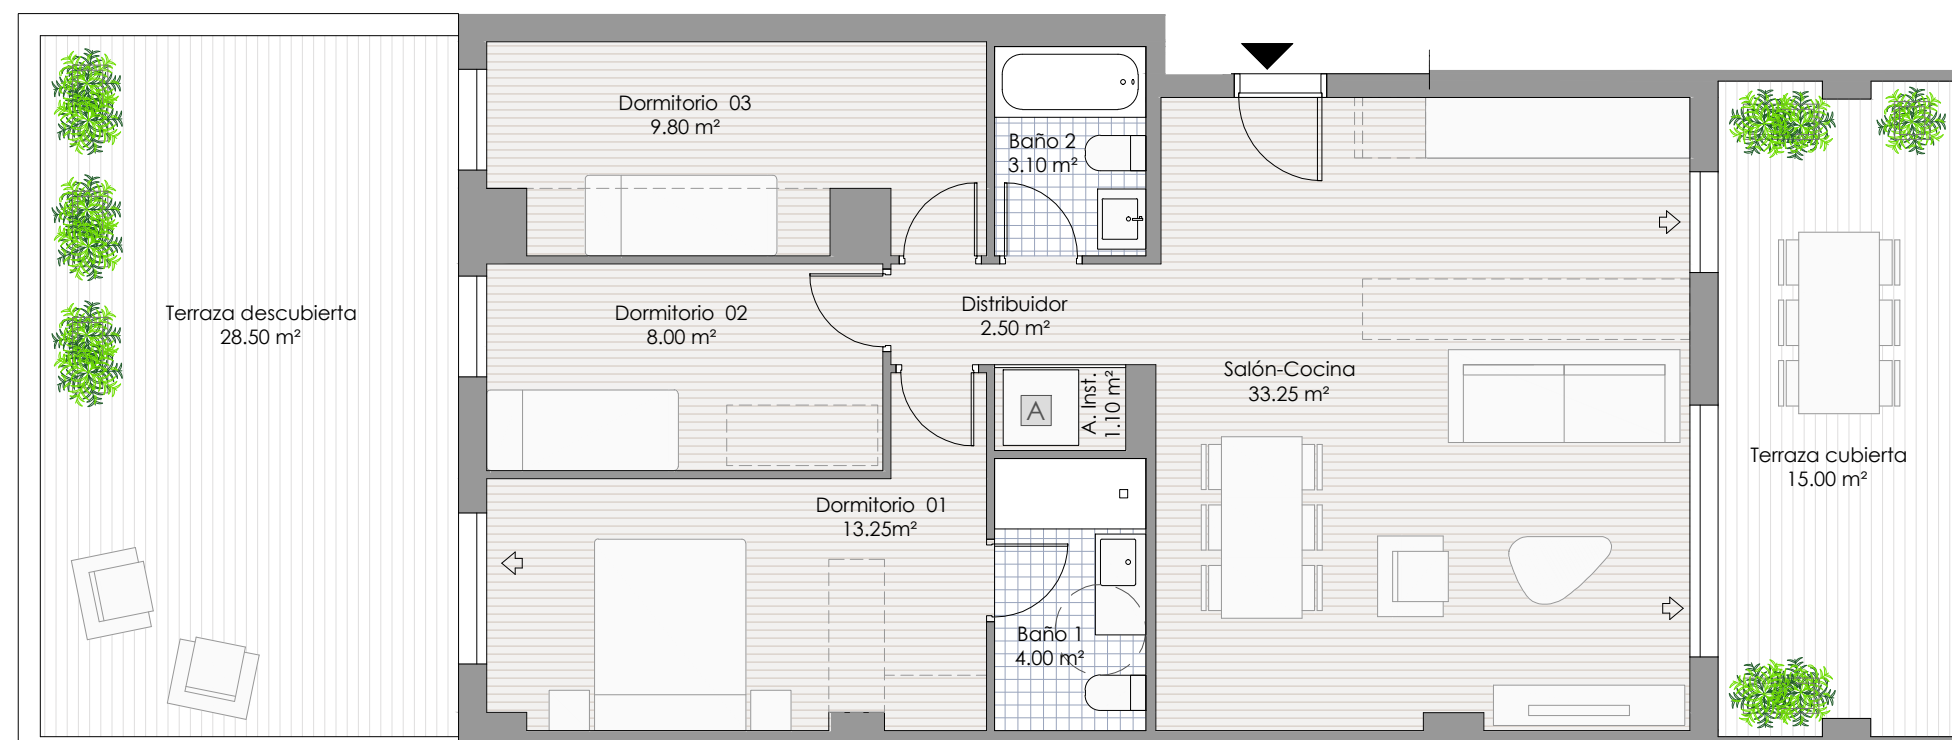 Dormitorio 03
9.80 m²
Baño 2
3.10 m²
Terraza descubierta
28.50 m²
Dormitorio 02
8.00 m²
Distribuidor
2.50 m²
Salón-Cocina
33.25 m²
A
A. Inst.
1.10 m²
Terraza cubierta
15.00 m²
Dormitorio 01
13.25m²
Baño 1
4.00 m²